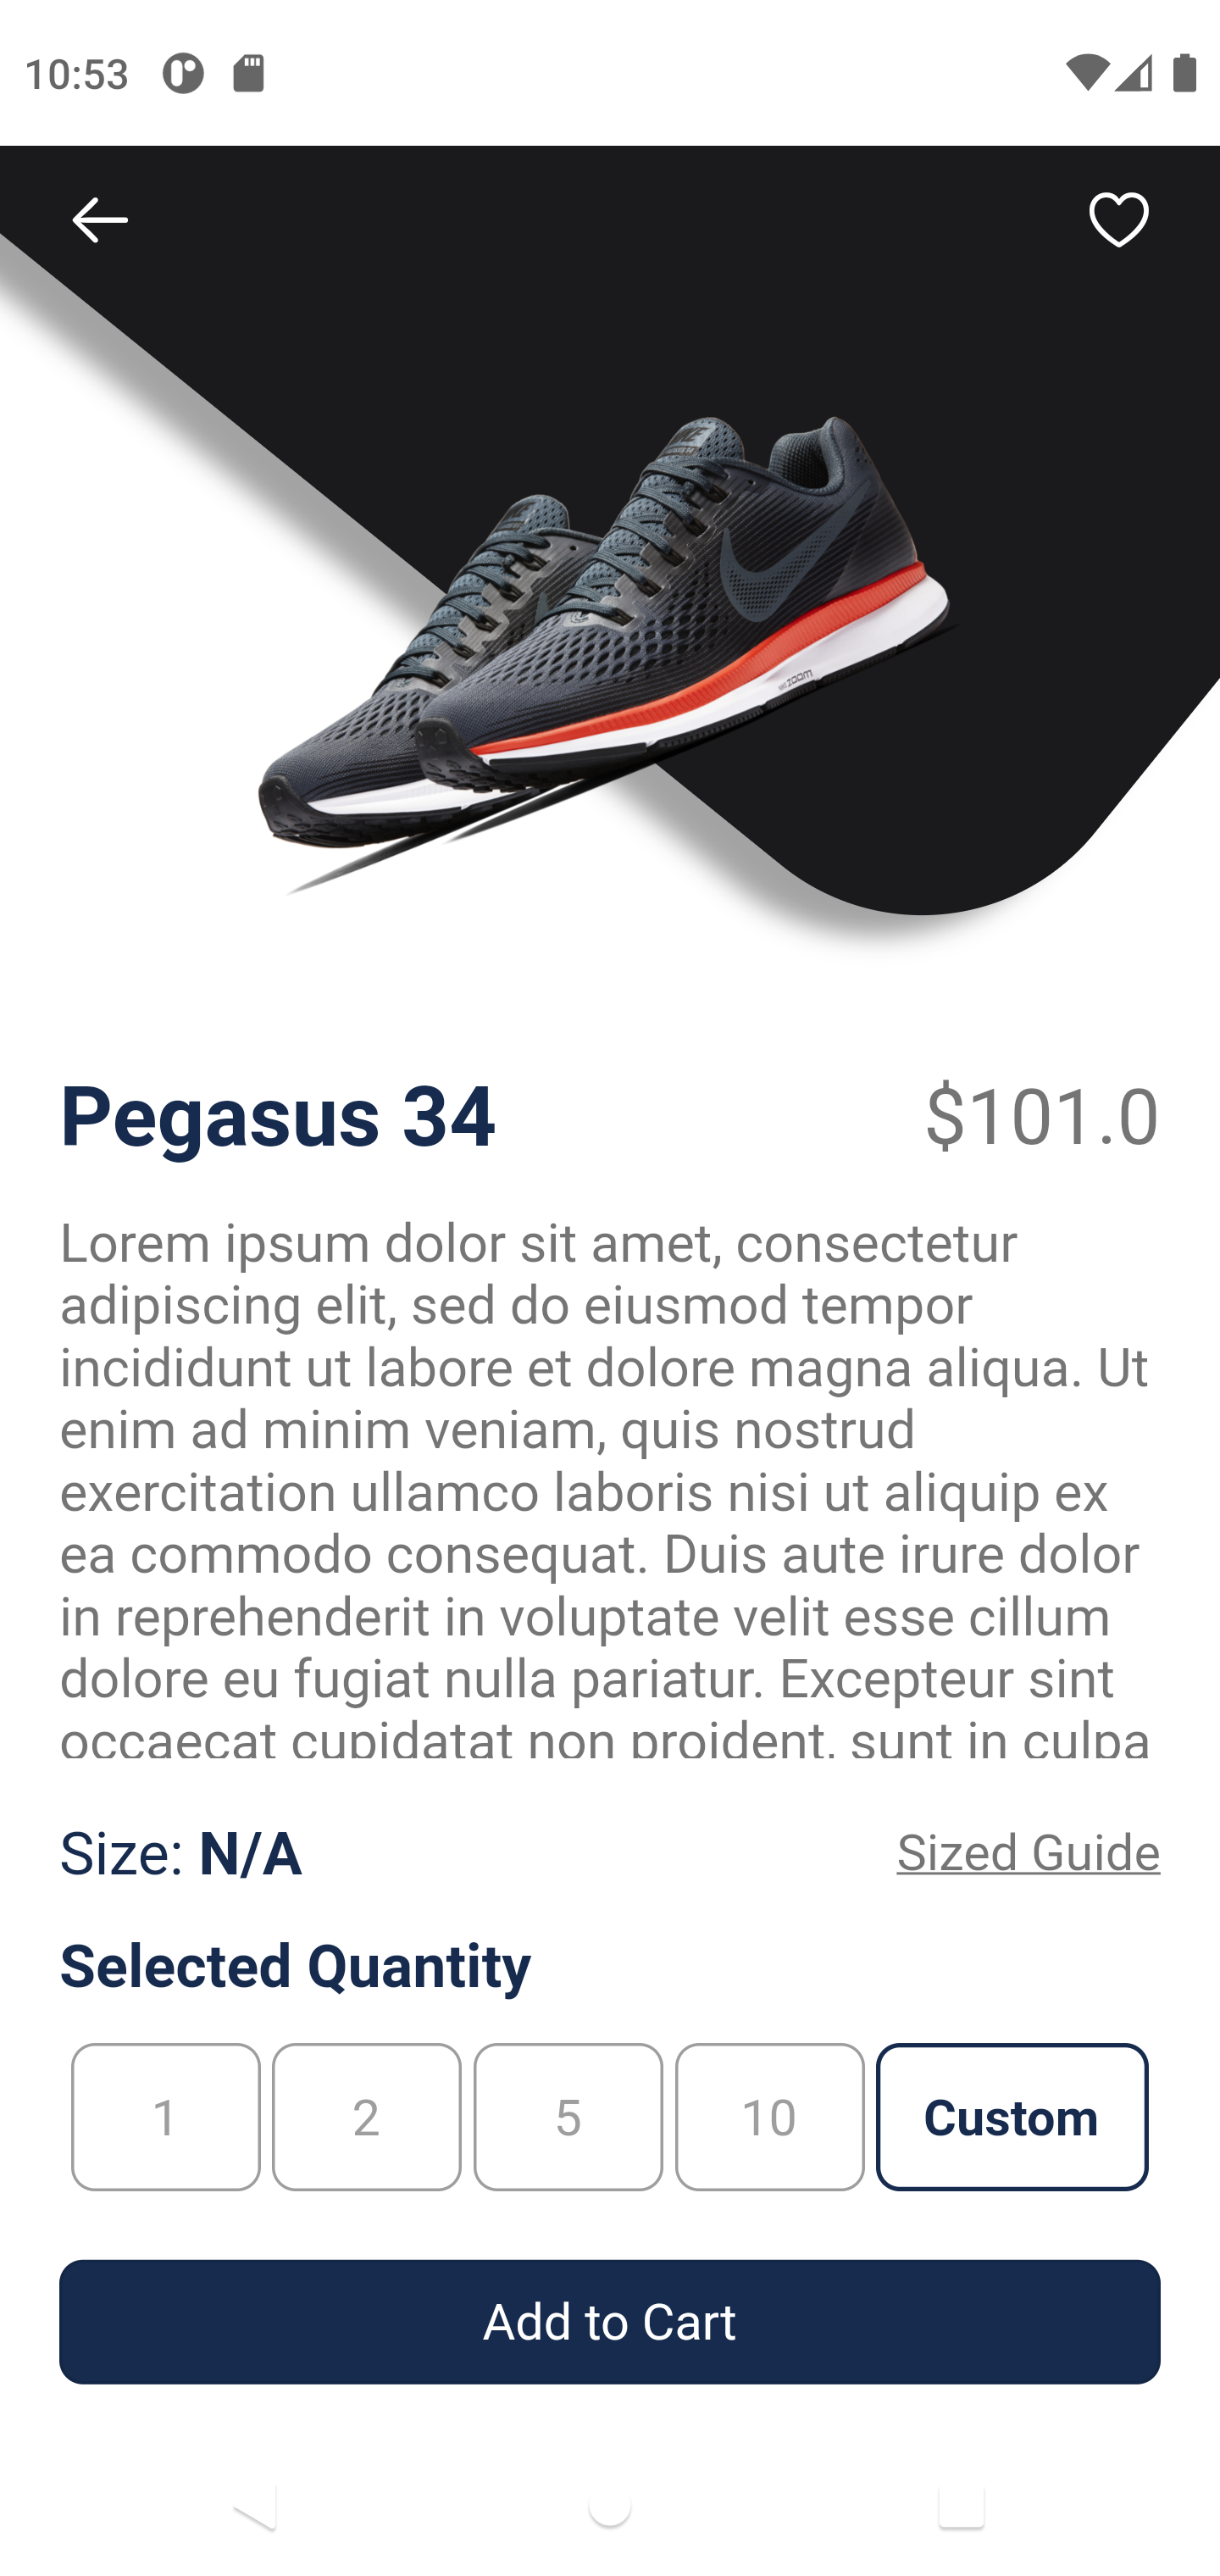 10:53
zoom
Pegasus 34
$101.0
Lorem ipsum dolor sit amet, consectetur
adipiscing elit, sed do eiusmod tempor
incididunt ut labore et dolore magna aliqua. Ut
enim ad minim veniam, quis nostrud
exercitation ullamco laboris nisi ut aliquip ex
ea commodo consequat. Duis aute irure dolor
in reprehenderit in voluptate velit esse cillum
dolore eu fugiat nulla pariatur. Excepteur sint
occaecat cupidatat non proident, sunt in culpa
Size: N/A
Sized Guide
Selected Quantity
1
2
5
10
Custom
Add to Cart